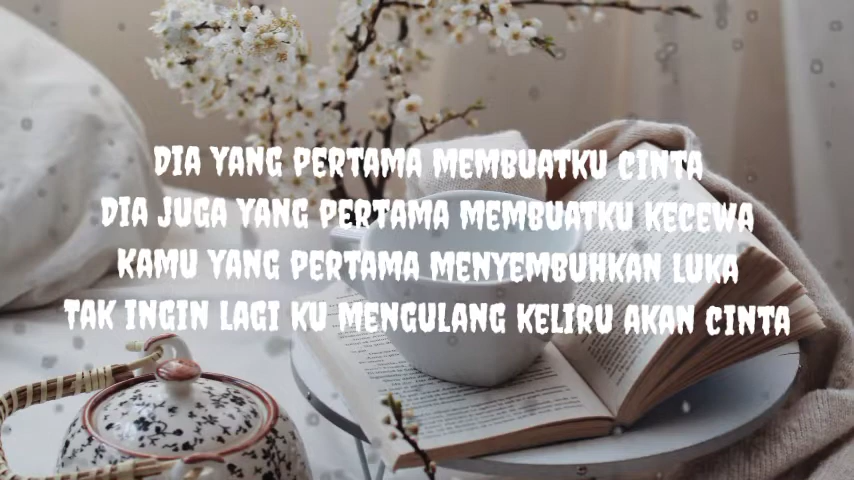 DIA YANG PERTAMA MEMBUATKU CINTA
DIA JUGA YANG PERTAMA MEMBUATKU KECEWA
KAMU YANG PERTAMA MENYEMBUHKAN LUKA
TAK INGIN LAGI KU MENGULANG KELIRU AKAN CINTA